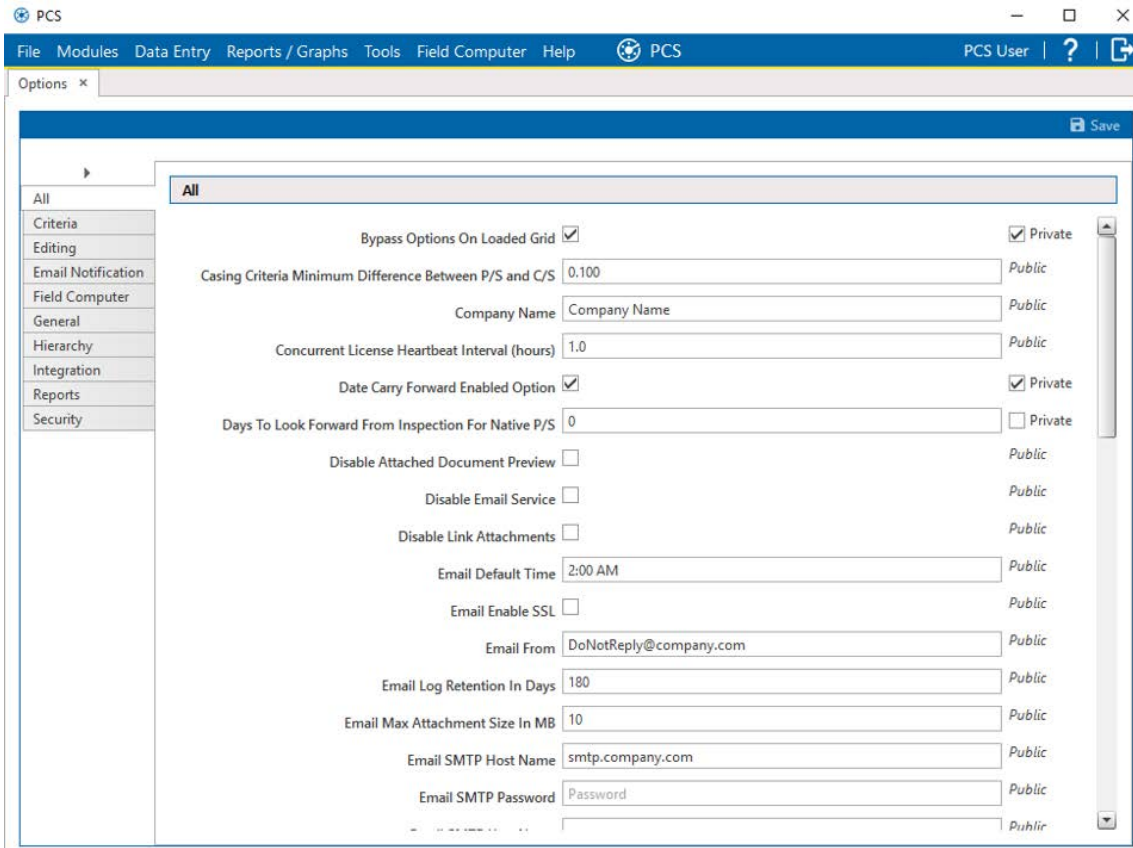 PCS
File Modules Data Entry Reports / Graphs Tools Field Computer Help PCS PCS User | ? |
Options ×
Save
All
Criteria
Editing
Email Notification
Field Computer
General
Hierarchy
Integration
Reports
Security
All
Bypass Options On Loaded Grid Private
Casing Criteria Minimum Difference Between P/S and C/S 0.100 Public
Company Name Company Name Public
Concurrent License Heartbeat Interval (hours) 1.0 Public
Date Carry Forward Enabled Option Private
Days To Look Forward From Inspection For Native P/S 0 Private
Disable Attached Document Preview Public
Disable Email Service Public
Disable Link Attachments Public
Email Default Time 2:00 AM Public
Email Enable SSL Public
Email From DoNotReply@company.com Public
Email Log Retention In Days 180 Public
Email Max Attachment Size In MB 10 Public
Email SMTP Host Name smtp.company.com Public
Email SMTP Password Password Public
Public